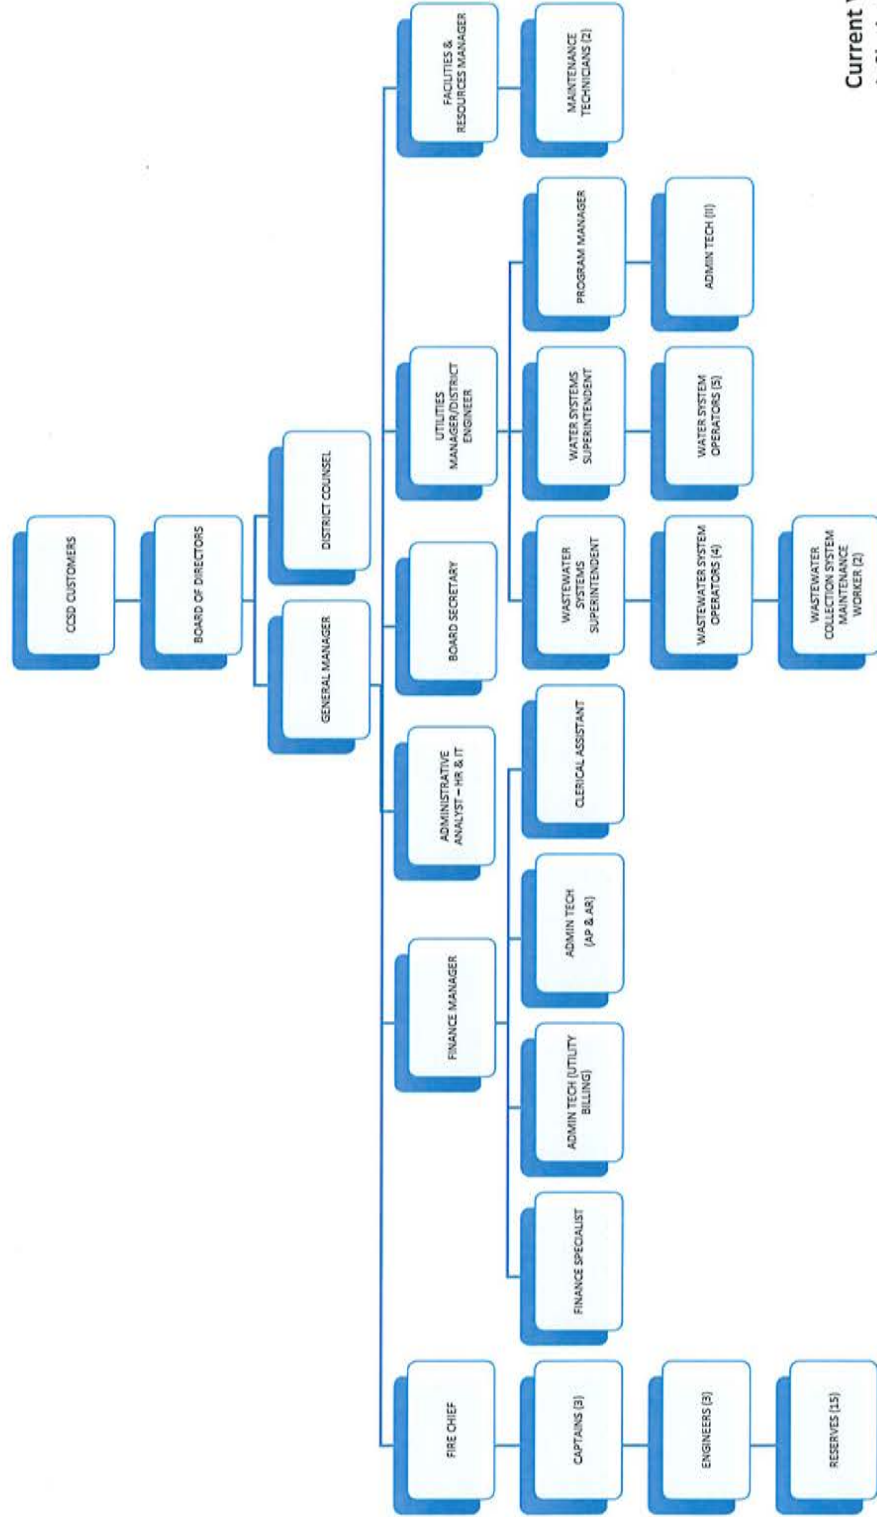 CCSD CUSTOMERS
BOARD OF DIRECTORS
GENERAL MANAGER
DISTRICT COUNSEL
FIRE CHIEF
FINANCE MANAGER
ADMINISTRATIVE
ANALYST – HR & IT
BOARD SECRETARY
UTILITIES
MANAGER/DISTRICT
ENGINEER
FACILITIES &
RESOURCES MANAGER
CAPTAINS (3)
FINANCE SPECIALIST
ADMIN TECH (UTILITY
BILLING)
ADMIN TECH
(AP & AR)
CLERICAL ASSISTANT
WASTEWATER
SYSTEMS
SUPERINTENDENT
WATER SYSTEMS
SUPERINTENDENT
PROGRAM MANAGER
MAINTENANCE
TECHNICIANS (2)
ENGINEERS (3)
WASTEWATER SYSTEM
OPERATORS (4)
WATER SYSTEM
OPERATORS (5)
ADMIN TECH (II)
RESERVES (15)
WASTEWATER
COLLECTION SYSTEM
MAINTENANCE
WORKER (2)
Current